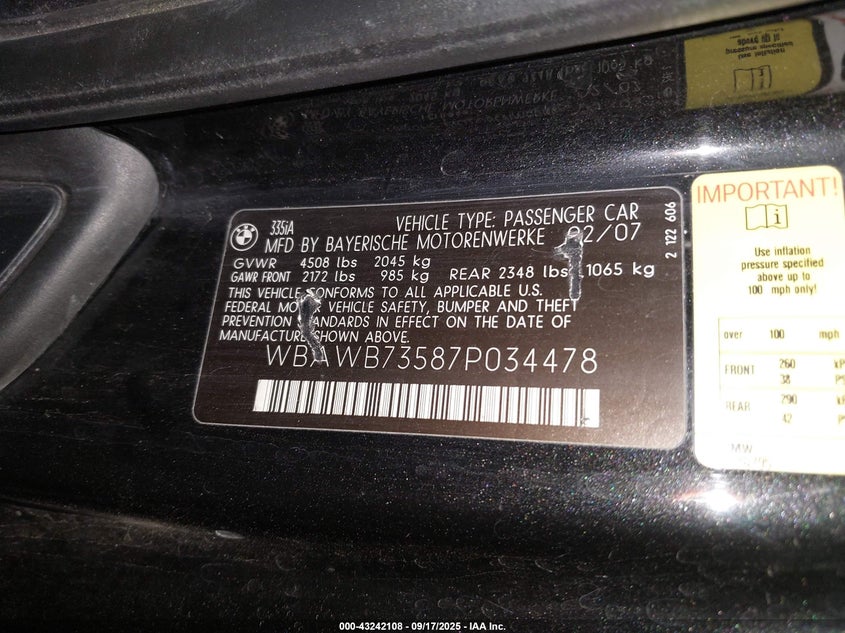 335iA
VEHICLE TYPE: PASSENGER CAR
MFD BY BAYERISCHE MOTORENWERKE 02/07
GVWR 4508 lbs 2045 kg
GAWR FRONT 2172 lbs 985 kg REAR 2348 lbs 1065 kg
THIS VEHICLE CONFORMS TO ALL APPLICABLE U.S.
FEDERAL MOTOR VEHICLE SAFETY, BUMPER AND THEFT
PREVENTION STANDARDS IN EFFECT ON THE DATE OF
MANUFACTURE SHOWN ABOVE.
WBAWB73587P034478
2 122 606
IMPORTANT!
Use inflation
pressure specified
above up to
100 mph only!
over 100 mph
FRONT 260
38
REAR 290
42
000-43242108 - 09/17/2025 - IAA Inc.